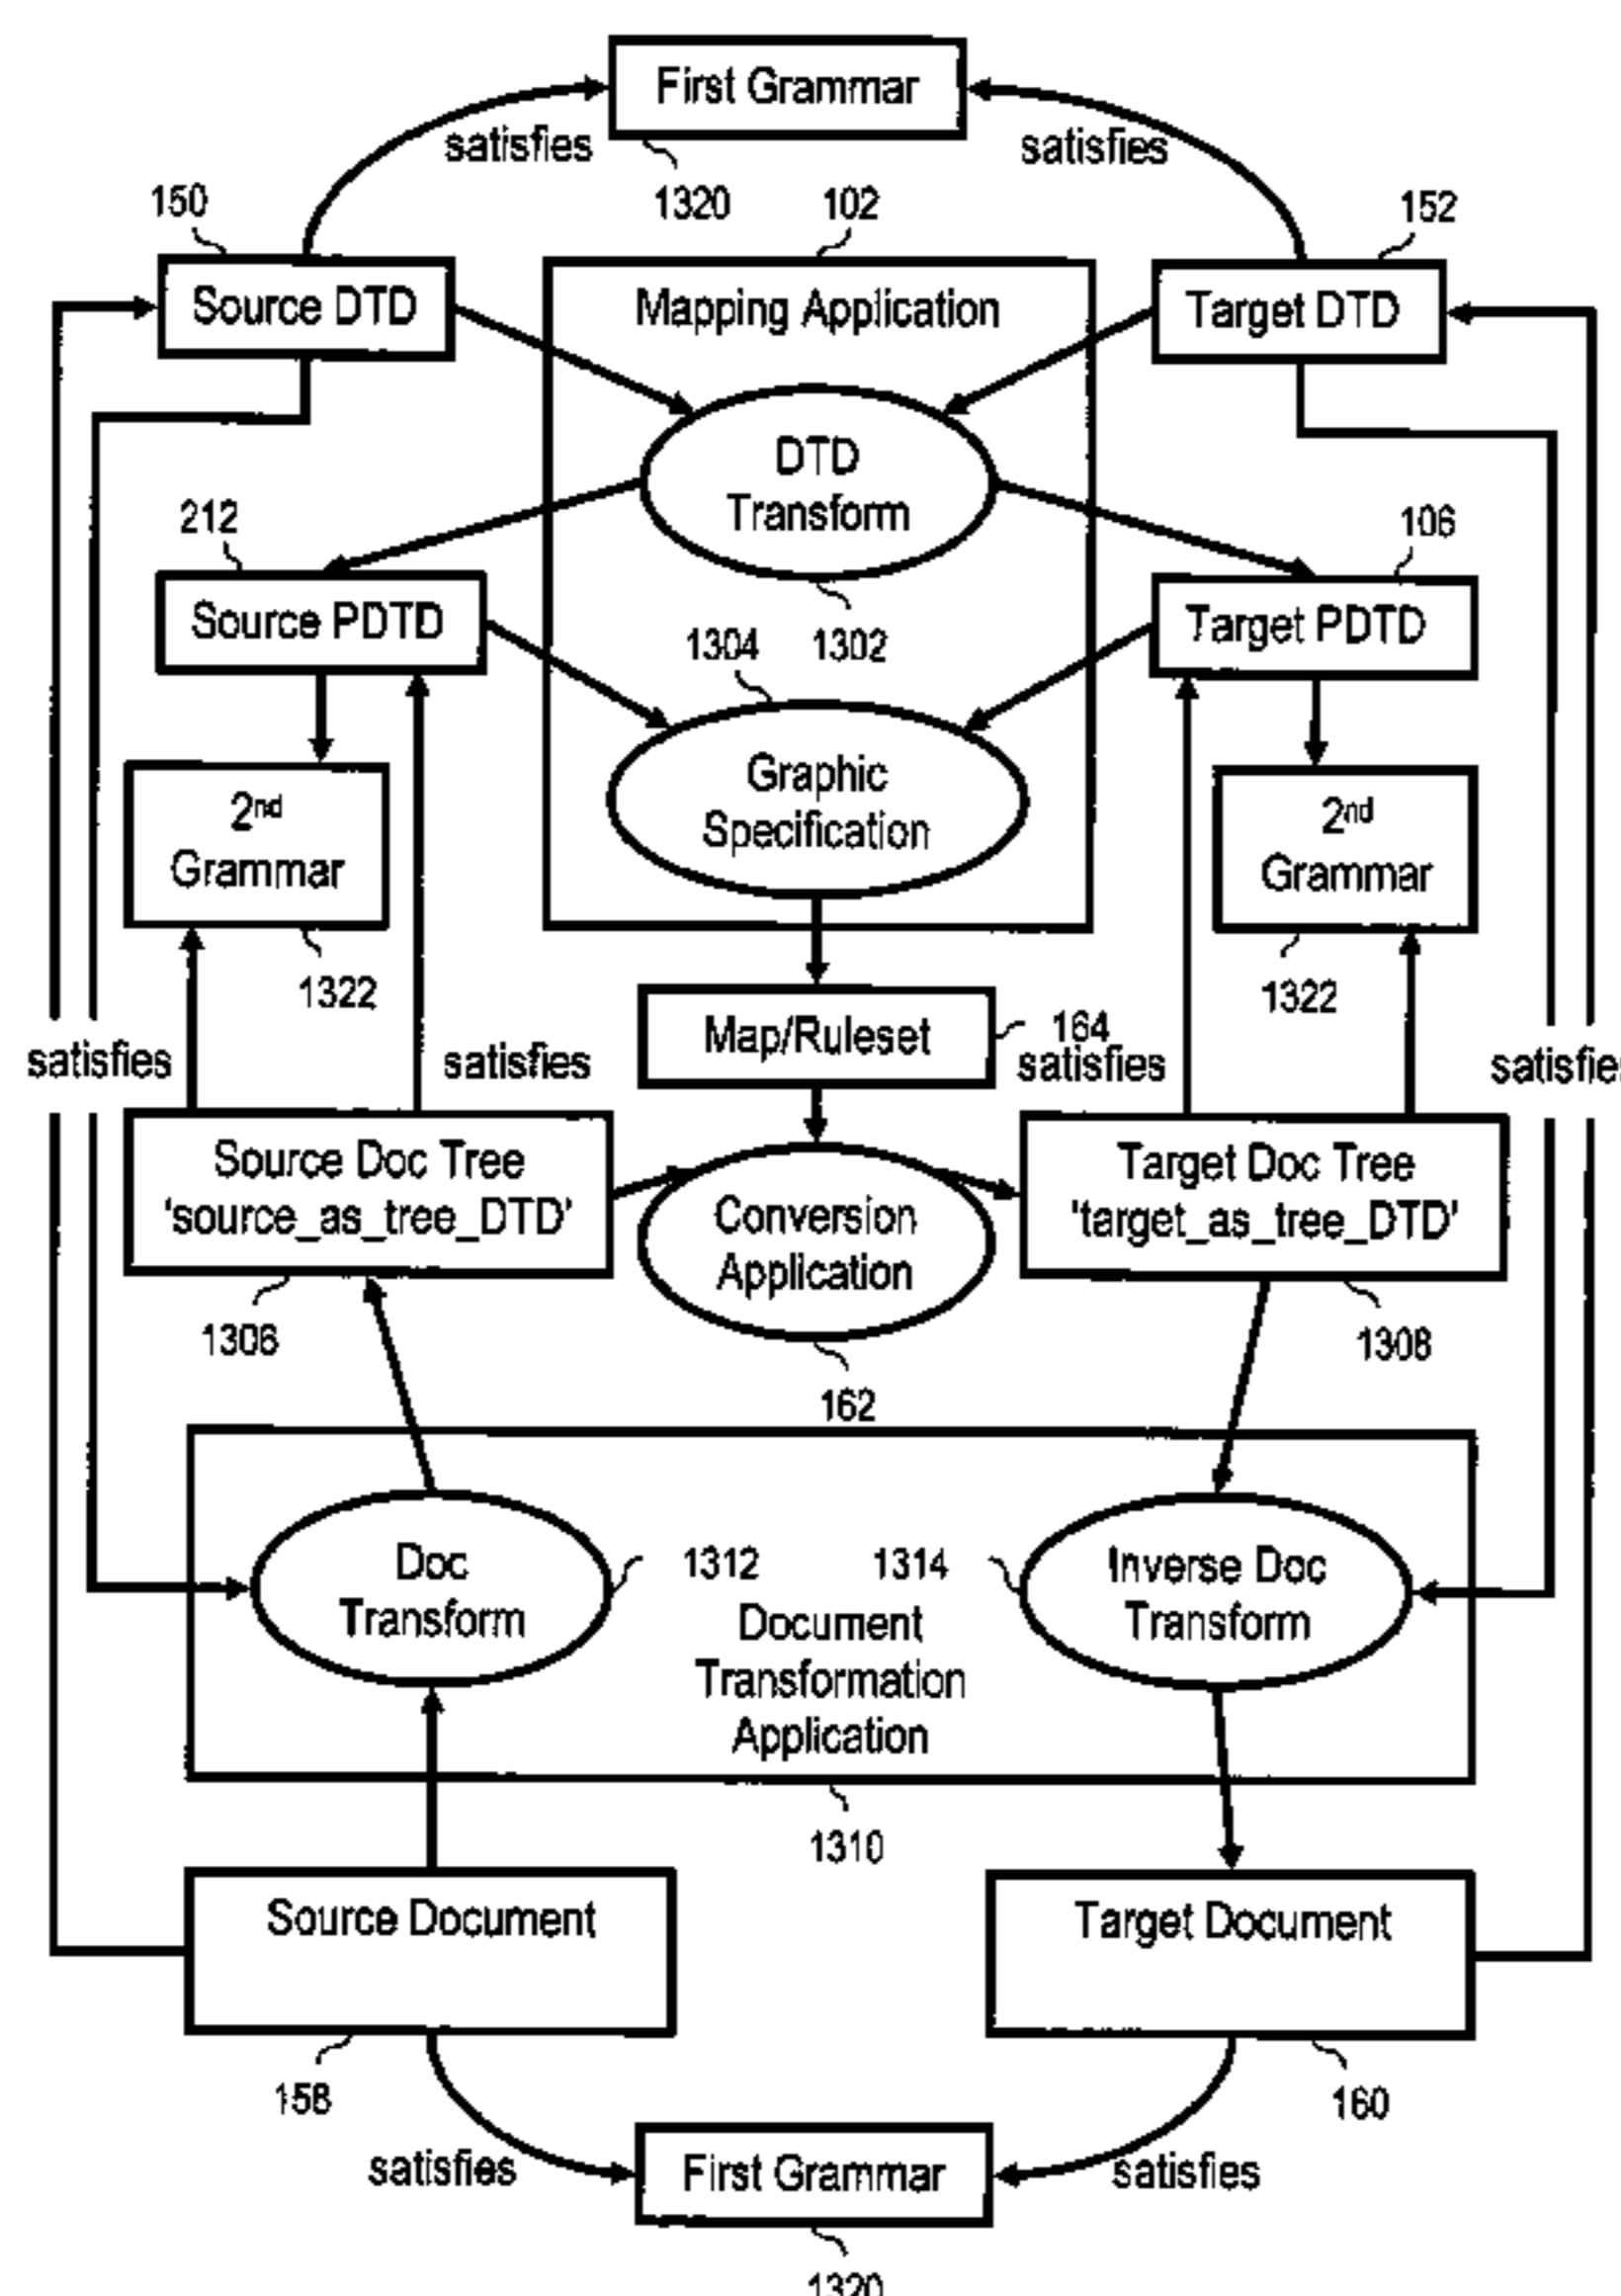 First Grammar
satisfies
satisfies
1320
150
102
152
Source DTD
Mapping Application
Target DTD
DTD
Transform
212
106
Source PDTD
Target PDTD
1304
1302
2nd
Grammar
Graphic
Specification
2nd
Grammar
1322
1322
Map/Ruleset
164
satisfies
satisfies
satisfies
satisfies
Source Doc Tree
'source_as_tree_DTD'
Conversion
Application
Target Doc Tree
'target_as_tree_DTD'
1306
1308
162
Doc
Transform
1312
1314
Inverse Doc
Transform
Document
Transformation
Application
1310
Source Document
Target Document
158
160
satisfies
satisfies
First Grammar
1320